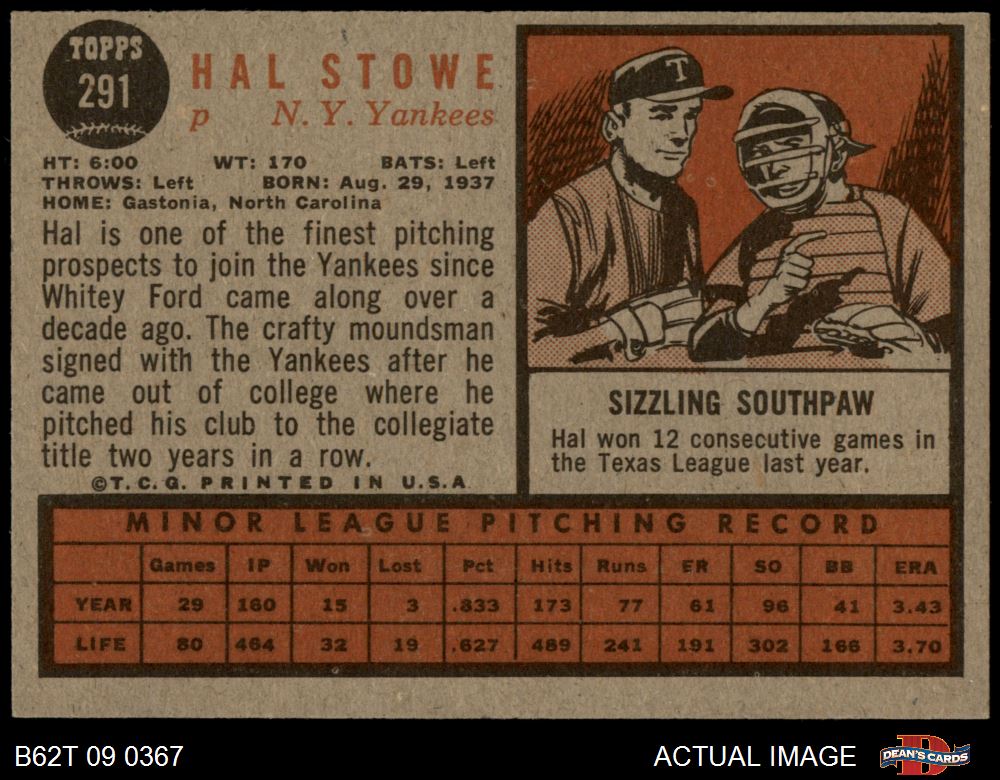 TOPPS
291
HAL STOWE
p N. Y. Yankees
HT: 6:00 WT: 170 BATS: Left
THROWS: Left BORN: Aug. 29, 1937
HOME: Gastonia, North Carolina
Hal is one of the finest pitching
prospects to join the Yankees since
Whitey Ford came along over a
decade ago. The crafty moundsman
signed with the Yankees after he
came out of college where he
pitched his club to the collegiate
title two years in a row.
©T.C.G. PRINTED IN U.S.A
T
SIZZLING SOUTHPAW
Hal won 12 consecutive games in
the Texas League last year.
MINOR LEAGUE PITCHING RECORD
Games IP Won Lost Pct Hits Runs ER SO BB ERA
YEAR 29 160 15 3 .833 173 77 61 96 41 3.43
LIFE 80 464 32 19 .627 489 241 191 302 166 3.70
B62T 09 0367 ACTUAL IMAGE DEAN'S CARDS